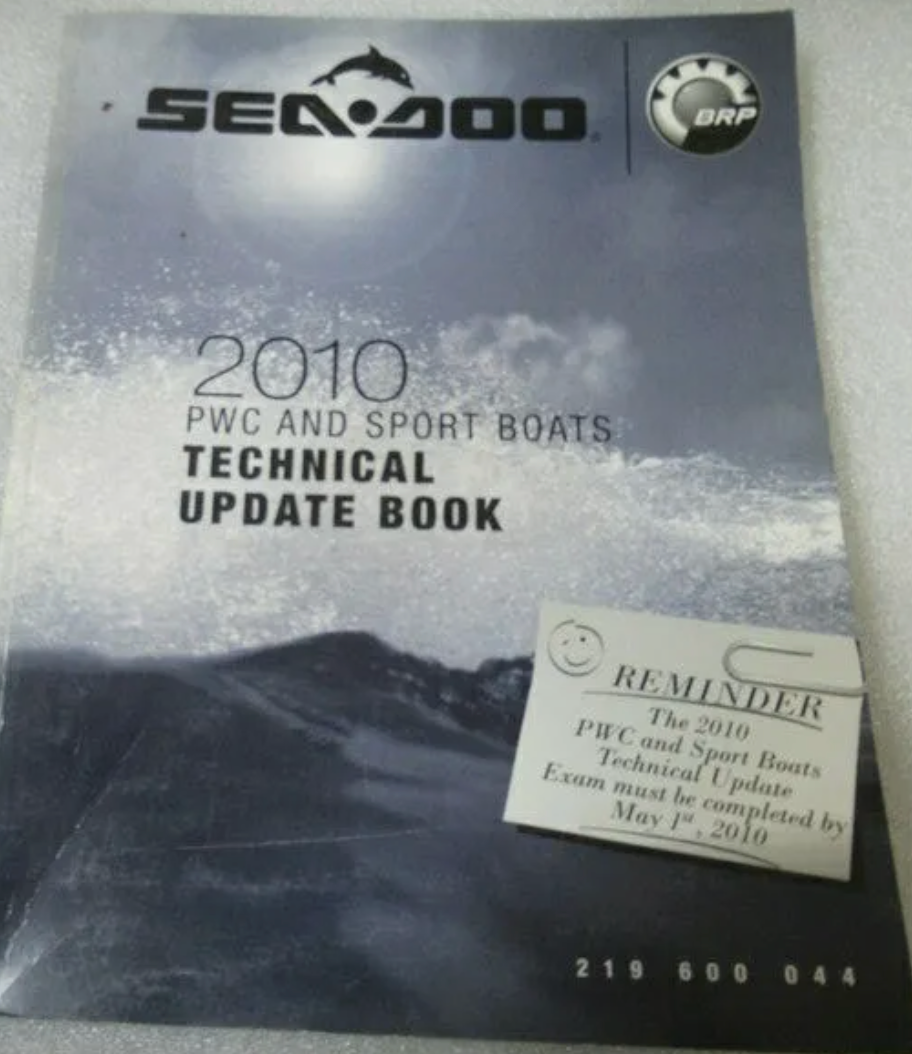 SEA-DOO
BRP
2010
PWC AND SPORT BOATS
TECHNICAL
UPDATE BOOK
REMINDER
The 2010
PWC and Sport Boats
Technical Update
Exam must be completed by
May 1st, 2010
219 600 044